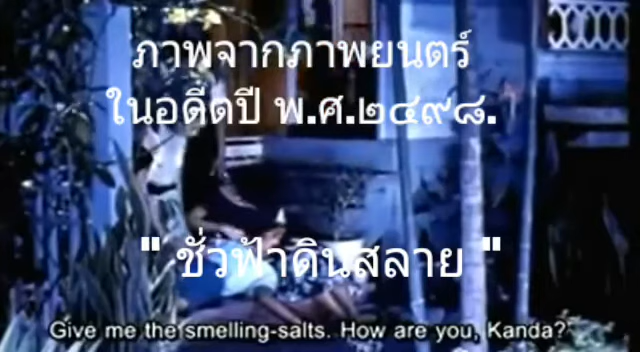 ภาพจากภาพยนตร์
ในอดีตปี พ.ศ.๒๔๙๘.
" ชั่วฟ้าดินสลาย "
Give me the smelling-salts. How are you, Kanda?